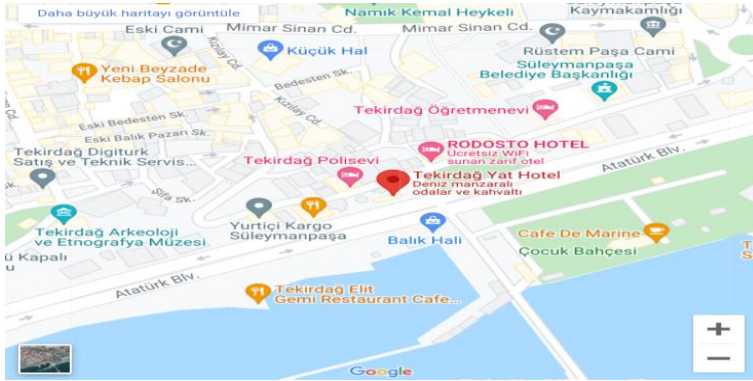 Daha büyük haritayı görüntüle
Namık Kemal Heykeli
Kaymakamlığı
Eski Cami
Mimar Sinan Cd.
Mimar Sinan Cd.
Kızılay Cd.
Küçük Hal
Rüstem Paşa Cami
Yeni Beyzade
Kebap Salonu
Bedesten Sk.
Süleymanpaşa
Belediye Başkanlığı
Kızılay Cd.
Tekirdağ Öğretmenevi
Eski Bedesten Sk.
Eski Balık Pazarı Sk.
RODOSTO HOTEL
Ücretsiz WiFi
sunan zarif otel
Atatürk Blv.
Tekirdağ Digiturk
Satış ve Teknik Servis...
Tekirdağ Polisevi
Tekirdağ Yat Hotel
Deniz manzaralı
odalar ve kahvaltı
Şifa Sk.
Tekirdağ Arkeoloji
ve Etnografya Müzesi
Yurtiçi Kargo
Süleymanpaşa
Balık Hali
Cafe De Marine
Çocuk Bahçesi
ü Kapalı
Atatürk Blv.
Tekirdağ Elit
Gemi Restaurant Cafe...
Google